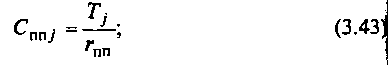 C_ппj = T_j / r_пп; (3.43)